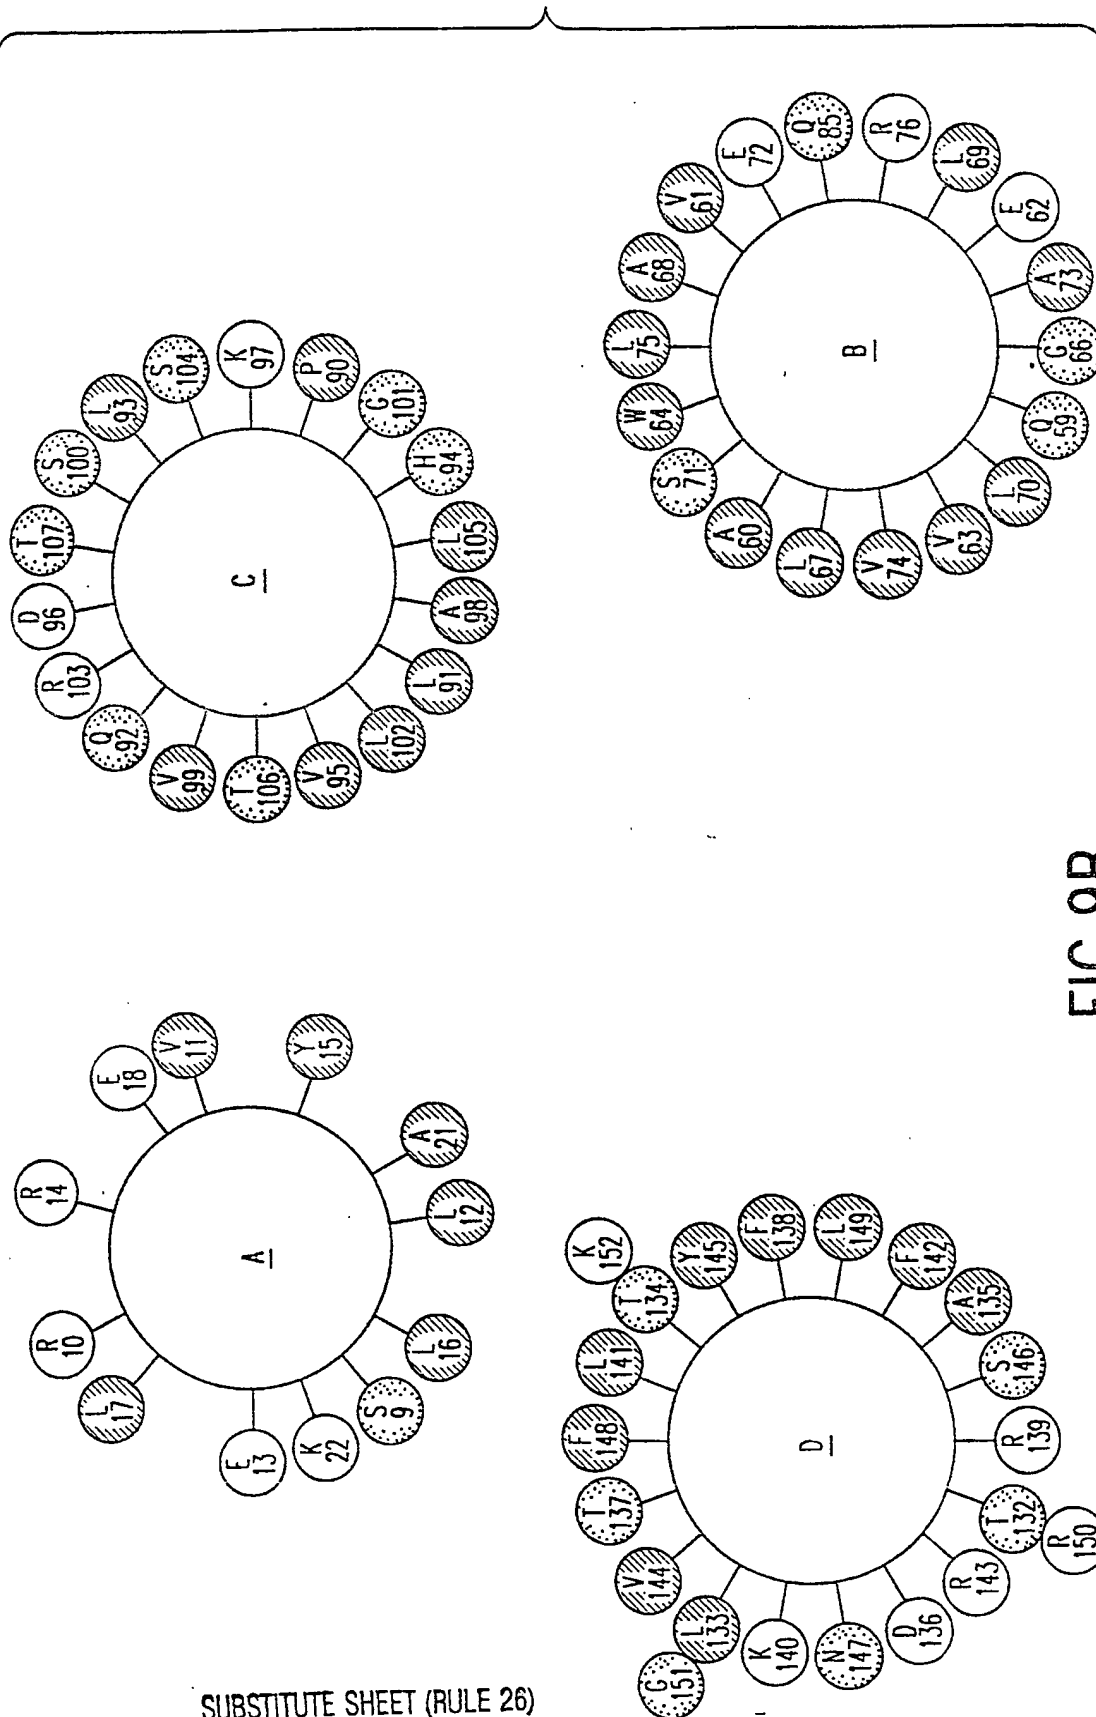 C
S
104
K
97
P
90
G
101
H
94
L
105
A
98
L
91
L
102
V
95
T
106
V
99
Q
92
R
103
D
96
T
107
S
100
L
93
B
L
75
A
68
V
61
E
72
Q
85
R
76
L
69
E
62
A
73
G
66
Q
59
L
70
V
63
V
74
L
67
A
60
S
71
W
64
A
R
14
E
18
V
11
Y
15
A
21
L
12
L
16
S
9
K
22
E
13
L
17
R
10
D
F
148
L
141
T
134
K
152
Y
145
F
138
L
149
F
142
A
135
S
146
R
139
T
132
R
150
R
143
D
136
N
147
K
140
L
133
G
151
V
144
T
137
FIG. 9B
SUBSTITUTE SHEET (RULE 26)